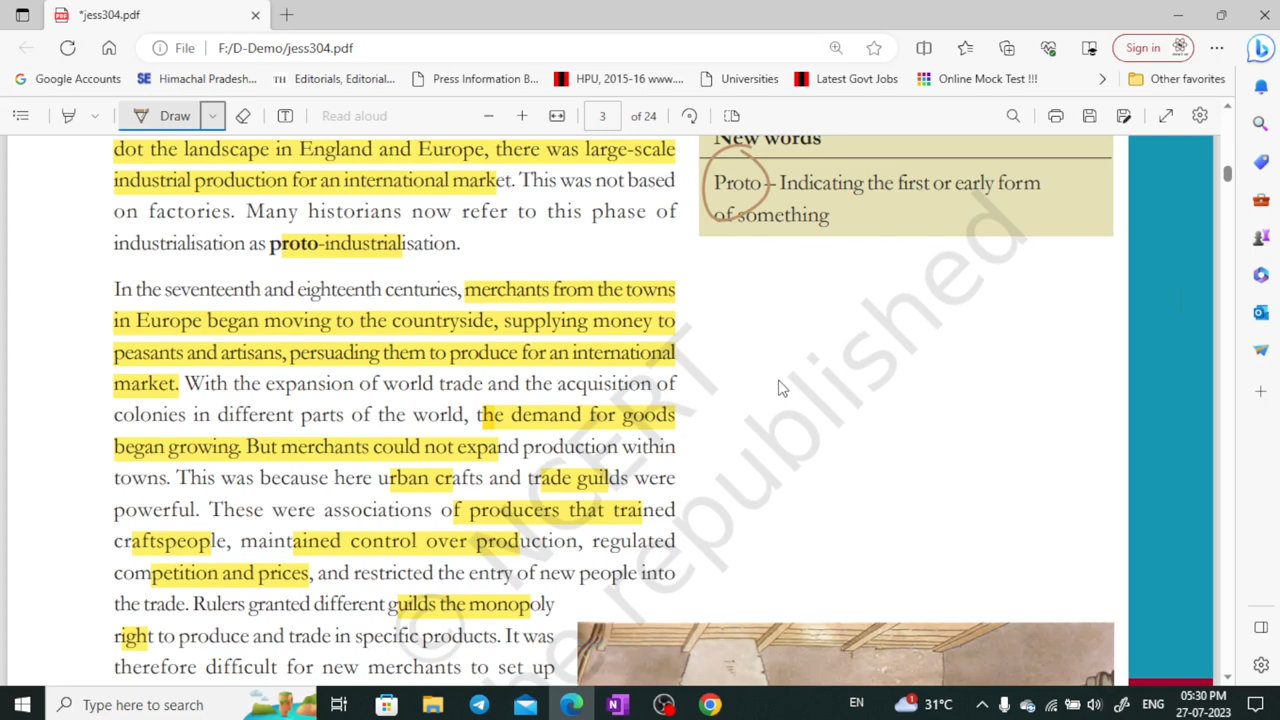 *jess304.pdf
File F:/D-Demo/jess304.pdf Sign in
Google Accounts SE Himachal Pradesh... TH Editorials, Editorial... Press Information B... HPU, 2015-16 www.... Universities Latest Govt Jobs Online Mock Test !!! Other favorites
Draw Read aloud 3 of 24
dot the landscape in England and Europe, there was large-scale
industrial production for an international market. This was not based
on factories. Many historians now refer to this phase of
industrialisation as proto-industrialisation.
In the seventeenth and eighteenth centuries, merchants from the towns
in Europe began moving to the countryside, supplying money to
peasants and artisans, persuading them to produce for an international
market. With the expansion of world trade and the acquisition of
colonies in different parts of the world, the demand for goods
began growing. But merchants could not expand production within
towns. This was because here urban crafts and trade guilds were
powerful. These were associations of producers that trained
craftspeople, maintained control over production, regulated
competition and prices, and restricted the entry of new people into
the trade. Rulers granted different guilds the monopoly
right to produce and trade in specific products. It was
therefore difficult for new merchants to set up
New words
Proto – Indicating the first or early form
of something
© NCERT
be republished
Type here to search
EN 31°C ENG 05:30 PM
27-07-2023